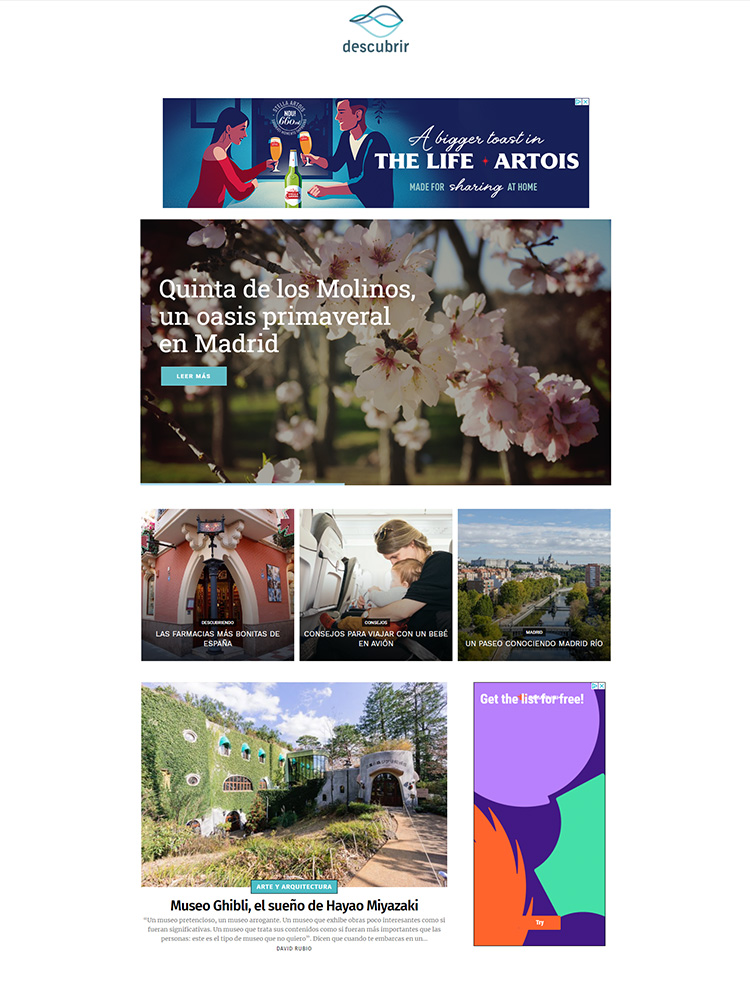 descubrir
STELLA ARTOIS
NOU!
660ml
A bigger toast in
THE LIFE ARTOIS
MADE FOR sharing AT HOME
Quinta de los Molinos,
un oasis primaveral
en Madrid
LEER MÁS
DESCUBRIENDO
LAS FARMACIAS MÁS BONITAS DE
ESPAÑA
CONSEJOS
CONSEJOS PARA VIAJAR CON UN BEBÉ
EN AVIÓN
MADRID
UN PASEO CONOCIENDO MADRID RÍO
ARTE Y ARQUITECTURA
Museo Ghibli, el sueño de Hayao Miyazaki
“Un museo pretencioso, un museo arrogante. Un museo que exhibe obras poco interesantes como si
fueran significativas. Un museo que trata sus contenidos como si fueran más importantes que las
personas: este es el tipo de museo que no quiero”. Dicen que cuando te embarcas en un...
DAVID RUBIO
Get the list for free!
Try